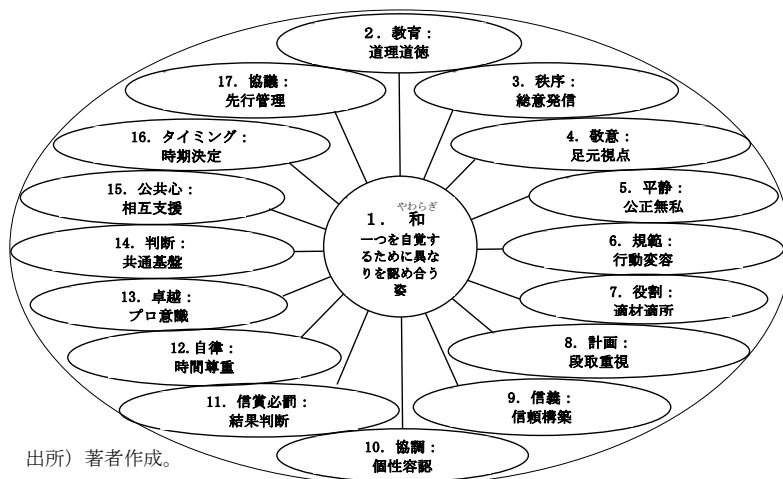 やわらぎ
1. 和
一つを自覚す
るために異な
りを認め合う
姿
2. 教育：
道理道徳
3. 秩序：
総意発信
4. 敬意：
足元視点
5. 平静：
公正無私
6. 規範：
行動変容
7. 役割：
適材適所
8. 計画：
段取重視
9. 信義：
信頼構築
10. 協調：
個性容認
11. 信賞必罰：
結果判断
12. 自律：
時間尊重
13. 卓越：
プロ意識
14. 判断：
共通基盤
15. 公共心：
相互支援
16. タイミング：
時期決定
17. 協議：
先行管理
出所）著者作成。